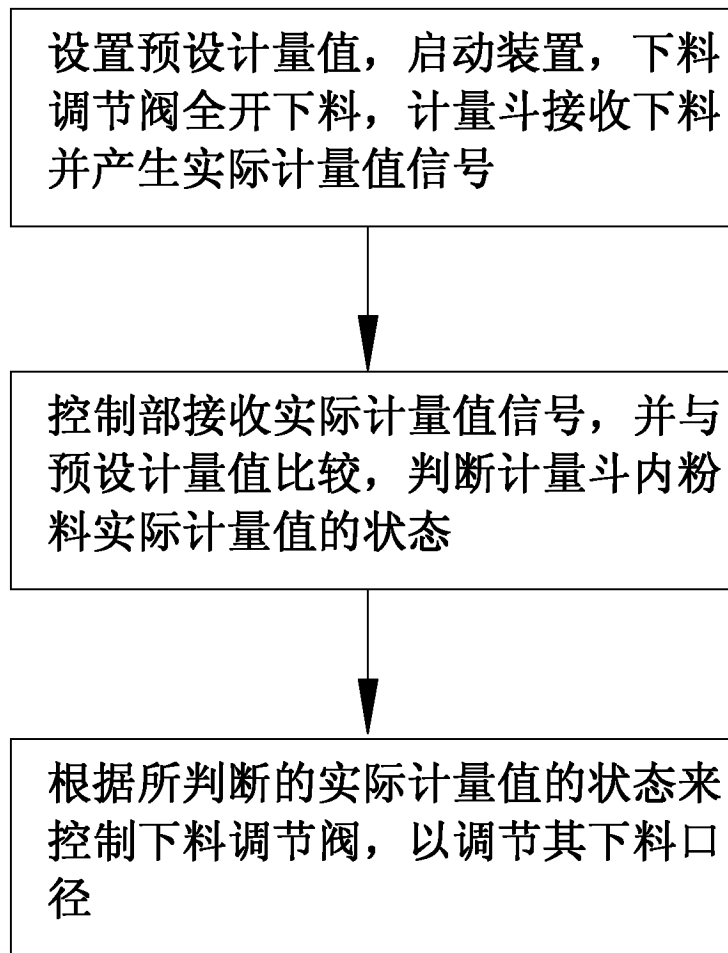 设置预设计量值，启动装置，下料
调节阀全开下料，计量斗接收下料
并产生实际计量值信号
控制部接收实际计量值信号，并与
预设计量值比较，判断计量斗内粉
料实际计量值的状态
根据所判断的实际计量值的状态来
控制下料调节阀，以调节其下料口
径